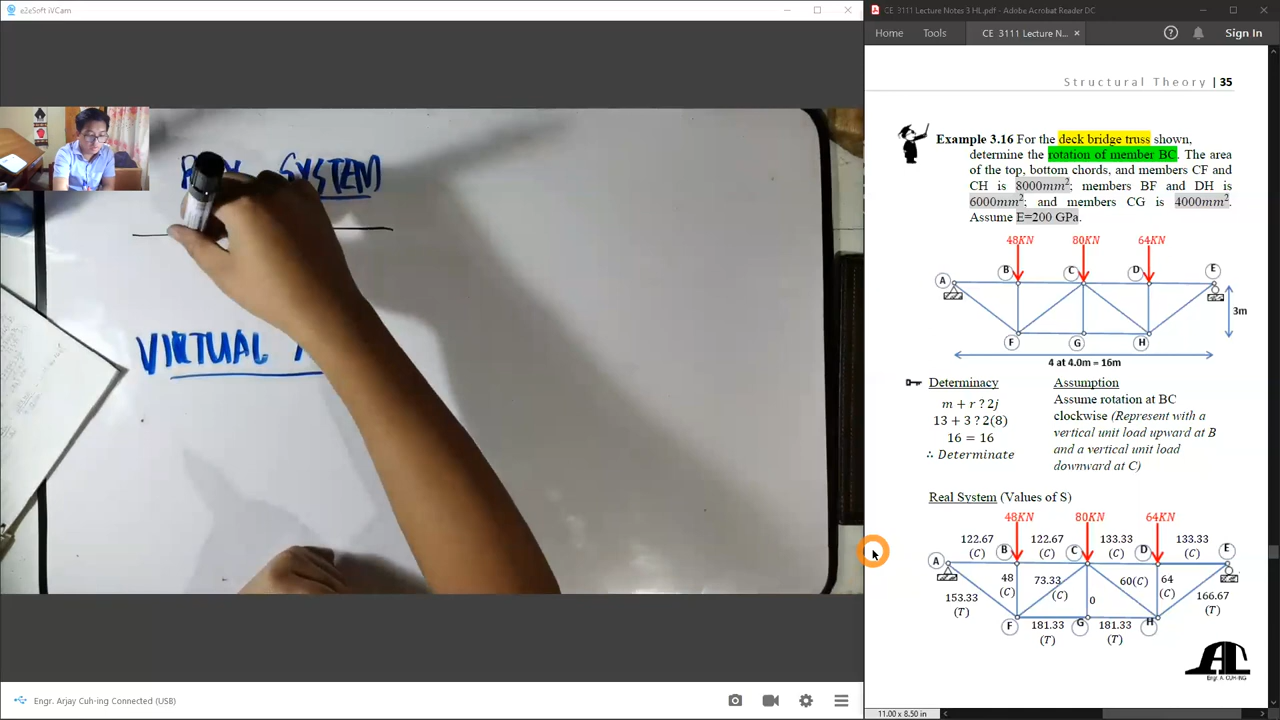 e2eSoft iVCam
SYSTEM
VIRTUAL
Engr. Arjay Cuh-ing Connected (USB)
CE 3111 Lecture Notes 3 HL.pdf - Adobe Acrobat Reader DC
Home Tools CE 3111 Lecture N... × Sign In
Structural Theory | 35
Example 3.16 For the deck bridge truss shown,
determine the rotation of member BC. The area
of the top, bottom chords, and members CF and
CH is 8000mm²; members BF and DH is
6000mm²; and members CG is 4000mm².
Assume E=200 GPa.
48KN 80KN 64KN
A B C D E
3m
F G H
4 at 4.0m = 16m
Determinacy
m + r ? 2j
13 + 3 ? 2(8)
16 = 16
∴ Determinate
Assumption
Assume rotation at BC
clockwise (Represent with a
vertical unit load upward at B
and a vertical unit load
downward at C)
Real System (Values of S)
48KN 80KN 64KN
122.67 122.67 133.33 133.33
(C) (C) (C) (C)
A B C D E
48 73.33 60(C) 64
(C) (C) (C)
153.33 0 166.67
(T) (T)
F 181.33 G 181.33 H
(T) (T)
Engr. A. CUH-ING
11.00 x 8.50 in